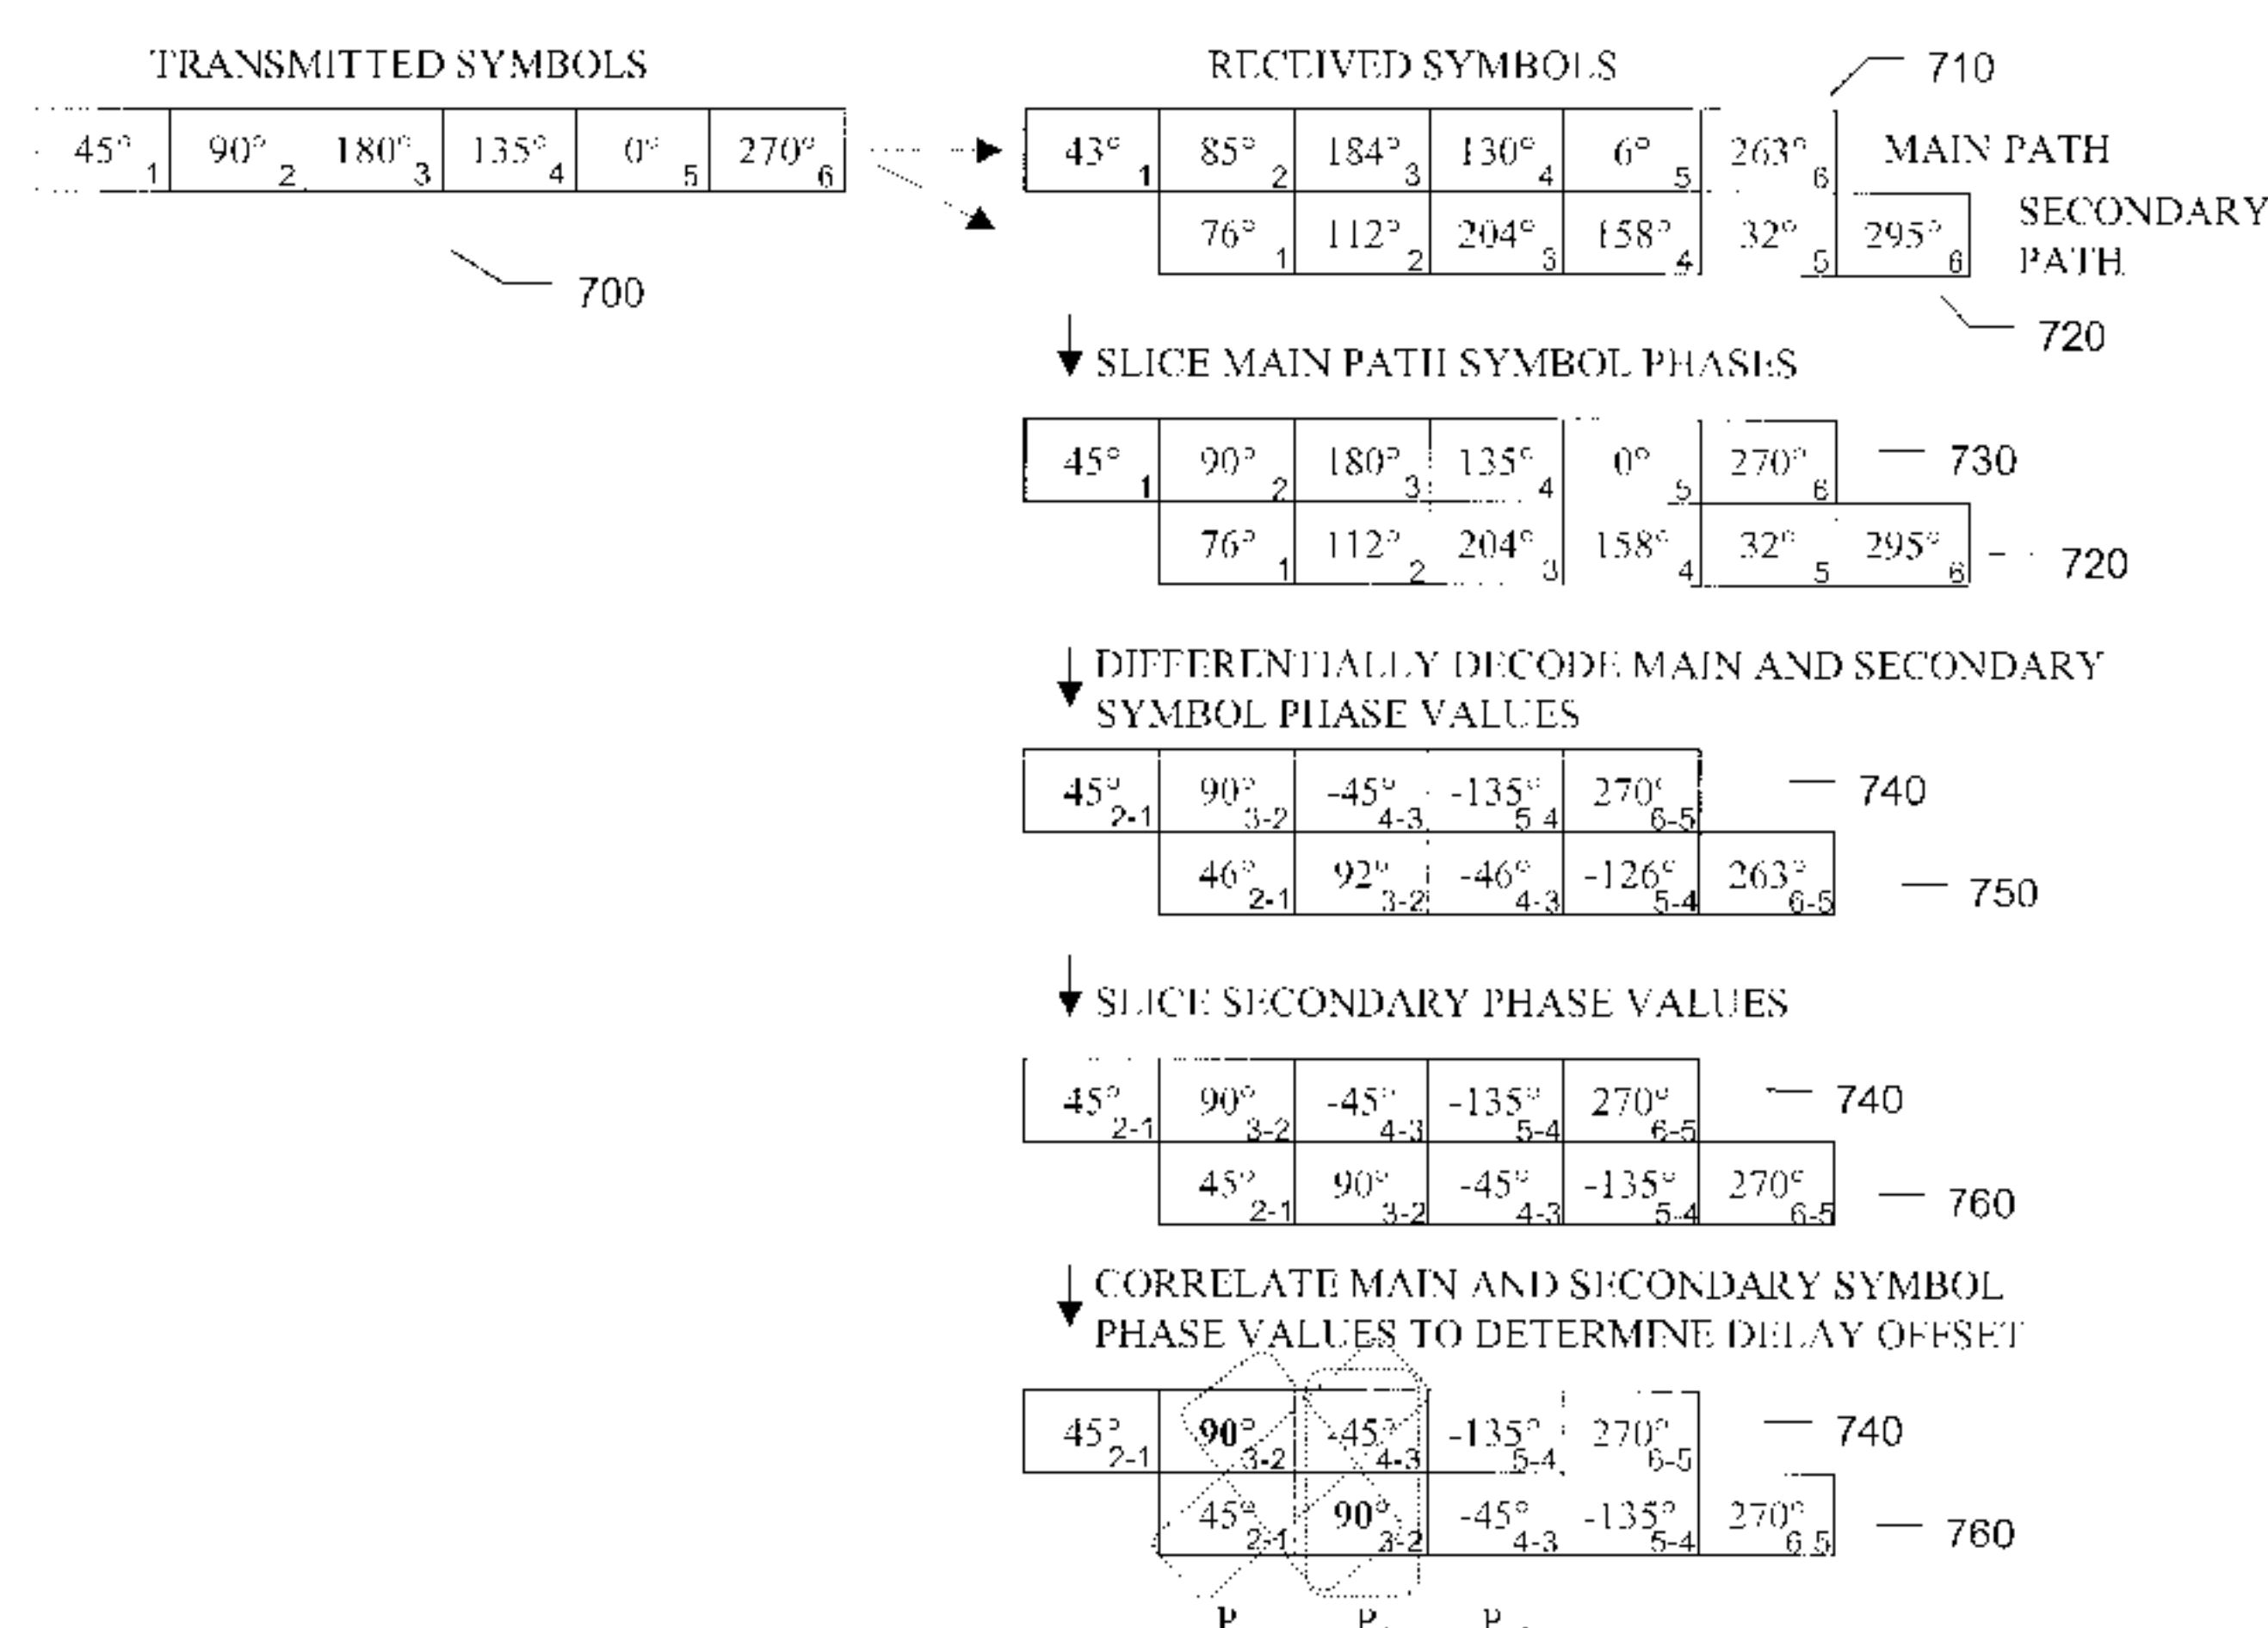 TRANSMITTED SYMBOLS
45° 1 90° 2 180° 3 135° 4 0° 5 270° 6
700
RECEIVED SYMBOLS
710
43° 1 85° 2 184° 3 130° 4 6° 5 263° 6 MAIN PATH
76° 1 112° 2 204° 3 158° 4 32° 5 295° 6 SECONDARY PATH
720
SLICE MAIN PATH SYMBOL PHASES
45° 1 90° 2 180° 3 135° 4 0° 5 270° 6 730
76° 1 112° 2 204° 3 158° 4 32° 5 295° 6 720
DIFFERENTIALLY DECODE MAIN AND SECONDARY
SYMBOL PHASE VALUES
45° 2-1 90° 3-2 -45° 4-3 -135° 5-4 270° 6-5 740
46° 2-1 92° 3-2 -46° 4-3 -126° 5-4 263° 6-5 750
SLICE SECONDARY PHASE VALUES
45° 2-1 90° 3-2 -45° 4-3 -135° 5-4 270° 6-5 740
45° 2-1 90° 3-2 -45° 4-3 -135° 5-4 270° 6-5 760
CORRELATE MAIN AND SECONDARY SYMBOL
PHASE VALUES TO DETERMINE DELAY OFFSET
45° 2-1 90° 3-2 -45° 4-3 -135° 5-4 270° 6-5 740
45° 2-1 90° 3-2 -45° 4-3 -135° 5-4 270° 6-5 760
P P P